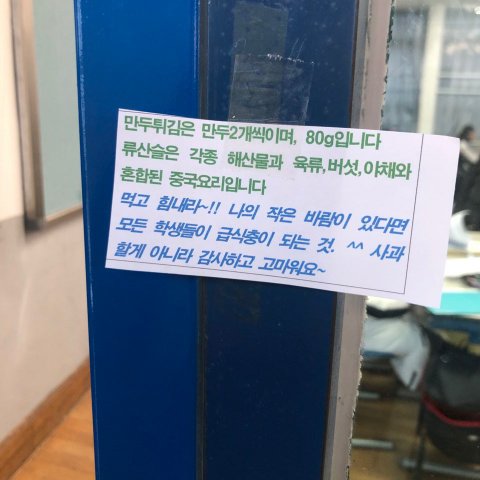 만두튀김은 만두2개씩이며, 80g입니다
류산슬은 각종 해산물과 육류,버섯,야채와
혼합된 중국요리입니다
먹고 힘내라~!! 나의 작은 바람이 있다면
모든 학생들이 급식충이 되는 것. ^^ 사과
할게 아니라 감사하고 고마워요~